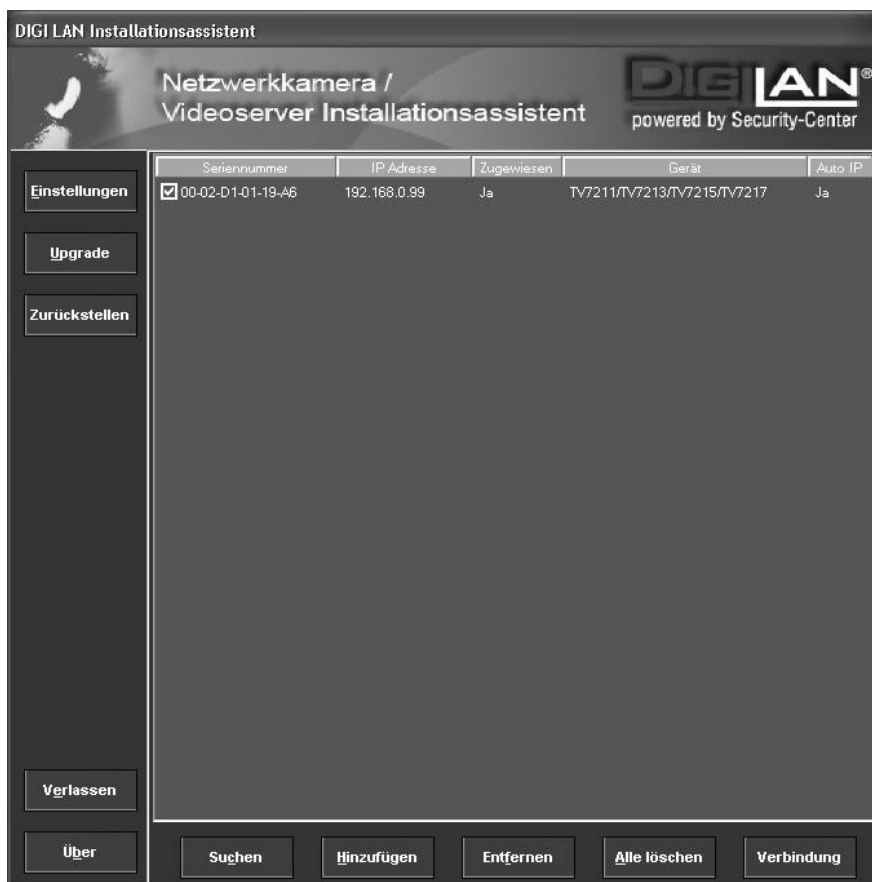 DIGI LAN Installationsassistent
Netzwerkkamera /
Videoserver Installationsassistent
DIGI LAN®
powered by Security-Center
Einstellungen
Upgrade
Zurückstellen
Verlassen
Über
Seriennummer IP Adresse Zugewiesen Gerät Auto IP
00-02-D1-01-19-A6 192.168.0.99 Ja TV7211/TV7213/TV7215/TV7217 Ja
Suchen Hinzufügen Entfernen Alle löschen Verbindung